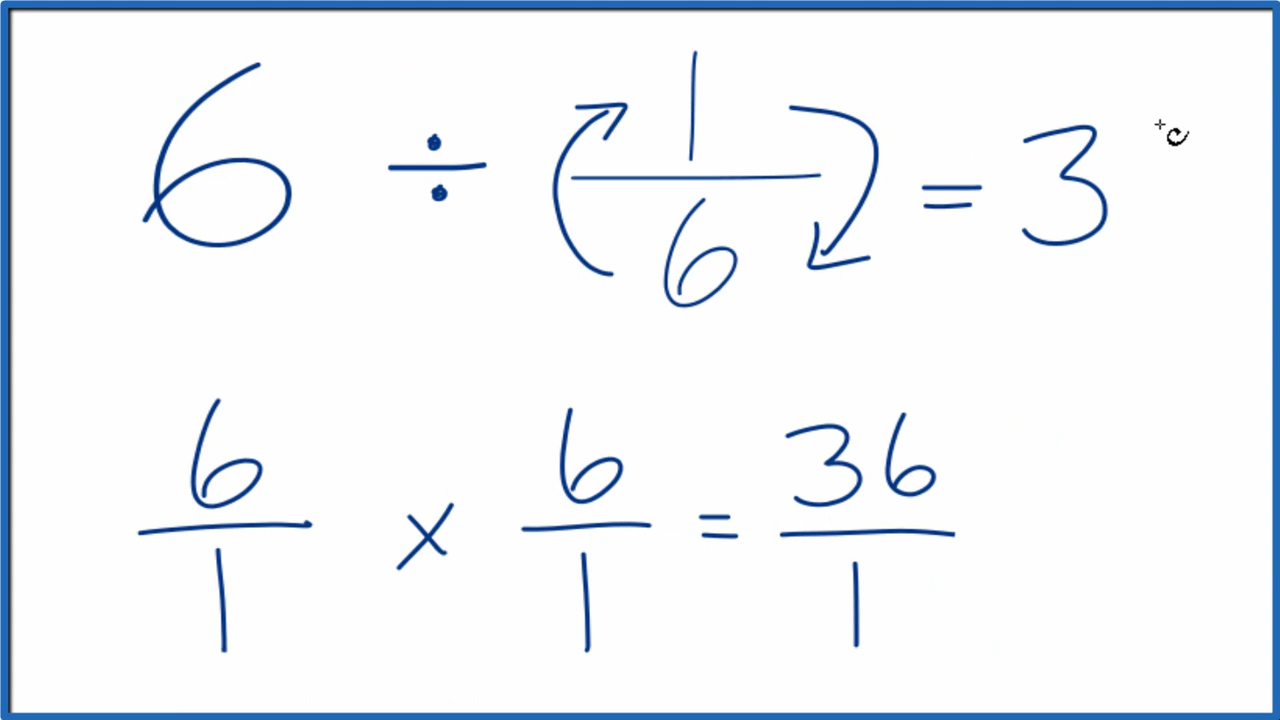 6 ÷ 1/6 = 3
6/1 x 6/1 = 36/1